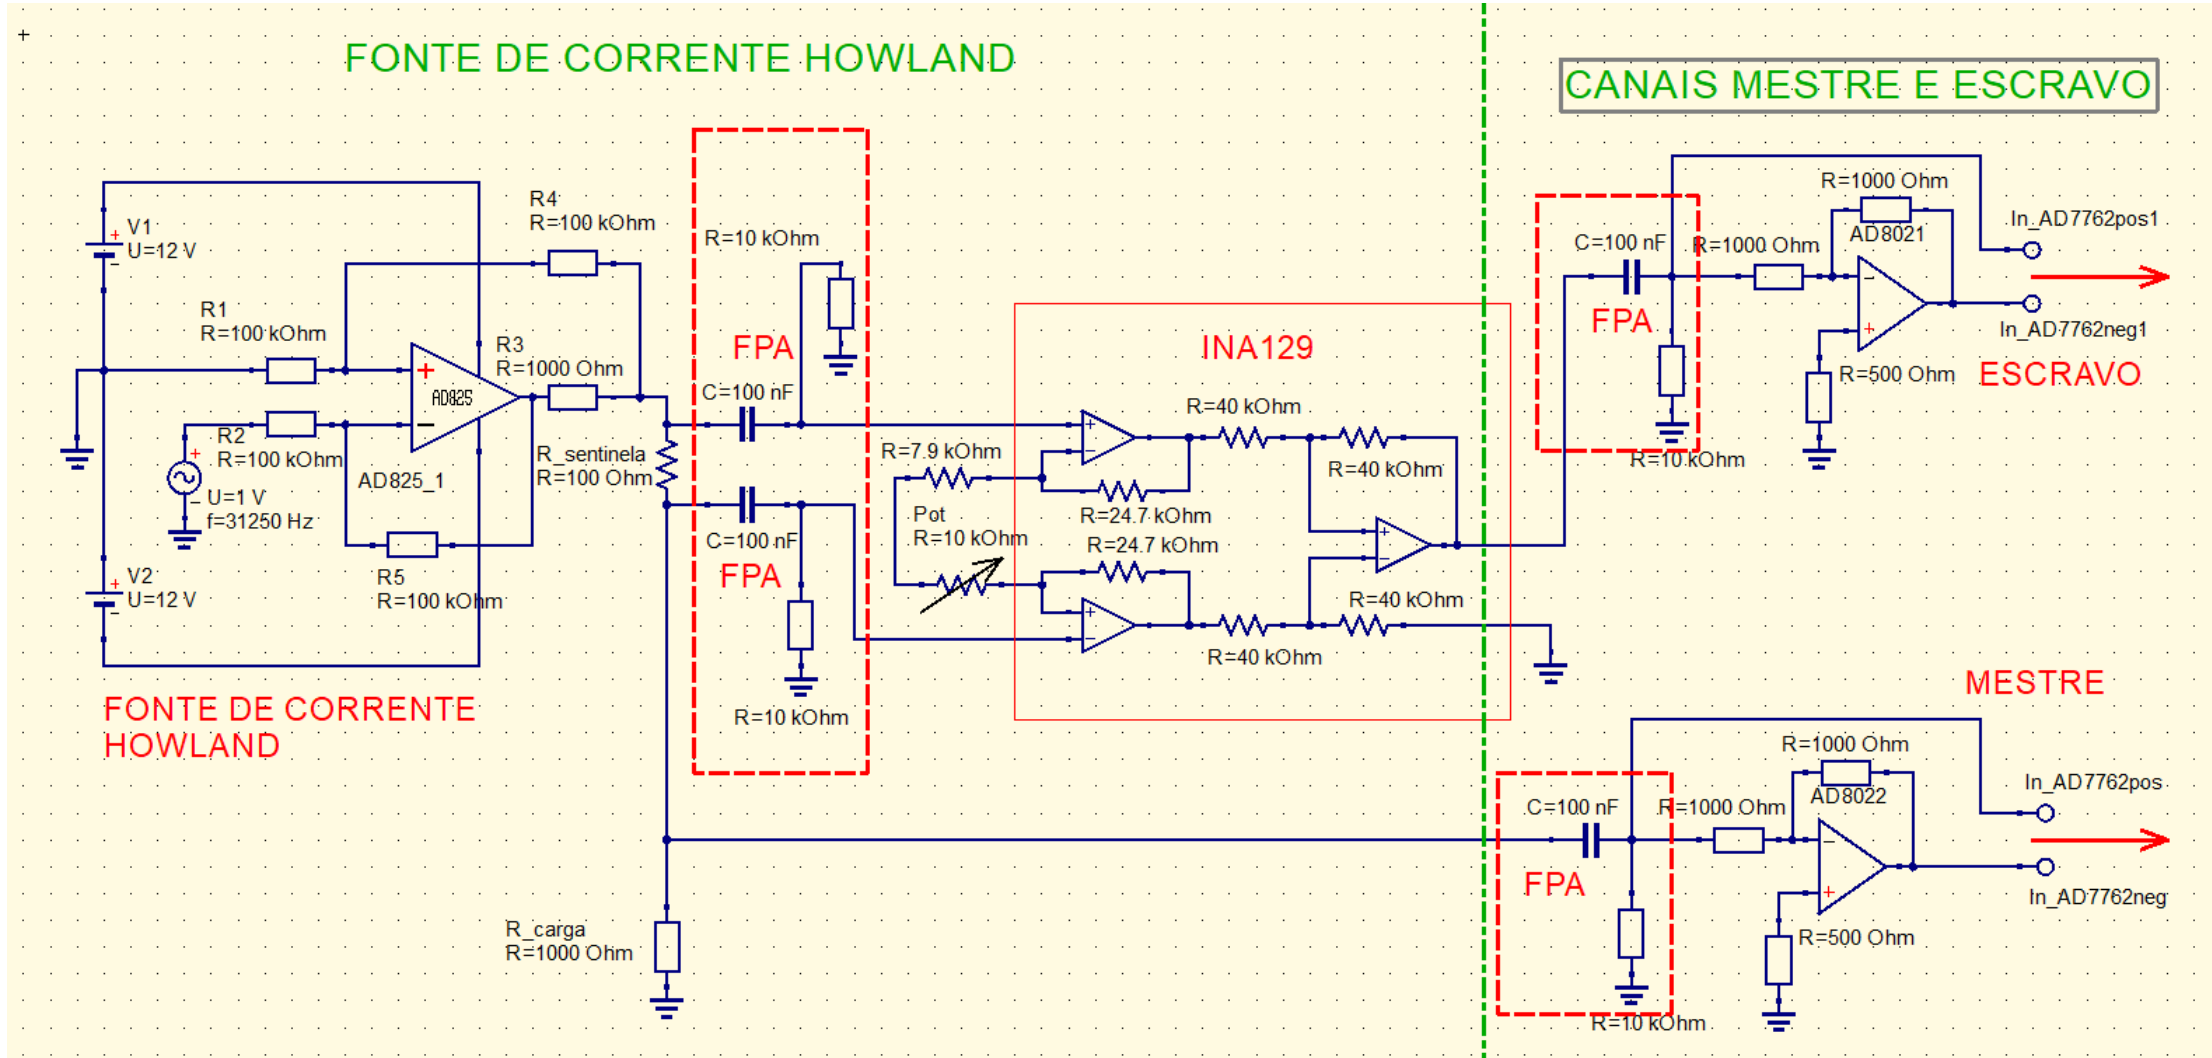 FONTE DE CORRENTE HOWLAND
CANAIS MESTRE E ESCRAVO
V1
U=12 V
R1
R=100 kOhm
R2
R=100 kOhm
U=1 V
f=31250 Hz
V2
U=12 V
AD825
AD825_1
R5
R=100 kOhm
R4
R=100 kOhm
R3
R=1000 Ohm
R_sentinela
R=100 Ohm
FONTE DE CORRENTE
HOWLAND
R=10 kOhm
FPA
C=100 nF
C=100 nF
FPA
R=10 kOhm
R_carga
R=1000 Ohm
INA129
R=7.9 kOhm
Pot
R=10 kOhm
R=40 kOhm
R=40 kOhm
R=24.7 kOhm
R=24.7 kOhm
R=40 kOhm
R=40 kOhm
C=100 nF
FPA
R=10 kOhm
R=1000 Ohm
R=1000 Ohm
AD8021
R=500 Ohm
In_AD7762pos1
In_AD7762neg1
ESCRAVO
MESTRE
C=100 nF
FPA
R=10 kOhm
R=1000 Ohm
R=1000 Ohm
AD8022
R=500 Ohm
In_AD7762pos
In_AD7762neg